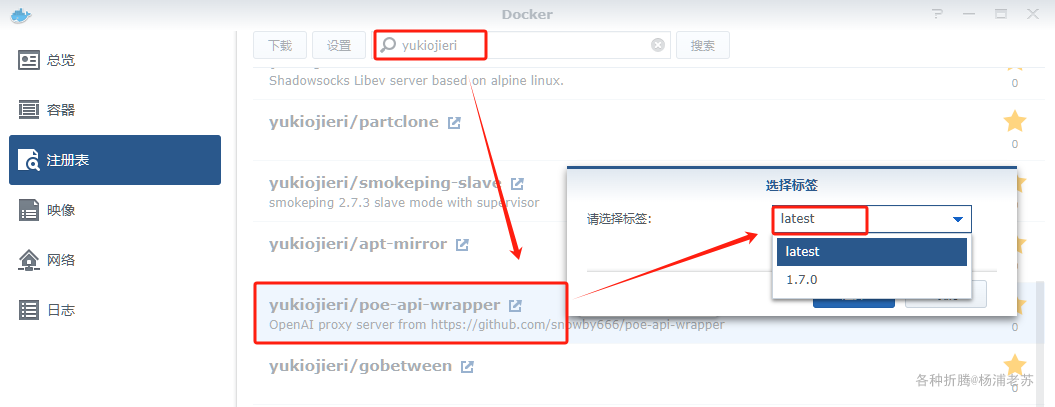 Docker
总览
容器
注册表
映像
网络
日志
下载
设置
yukiojieri
搜索
Shadowsocks Libev server based on alpine linux.
0
yukiojieri/partclone
0
yukiojieri/smokeping-slave
smokeping 2.7.3 slave mode with supervisor
yukiojieri/apt-mirror
yukiojieri/poe-api-wrapper
OpenAI proxy server from https://github.com/snowby666/poe-api-wrapper
0
yukiojieri/gobetween
0
选择标签
请选择标签:
latest
latest
1.7.0
各种折腾@杨浦老苏